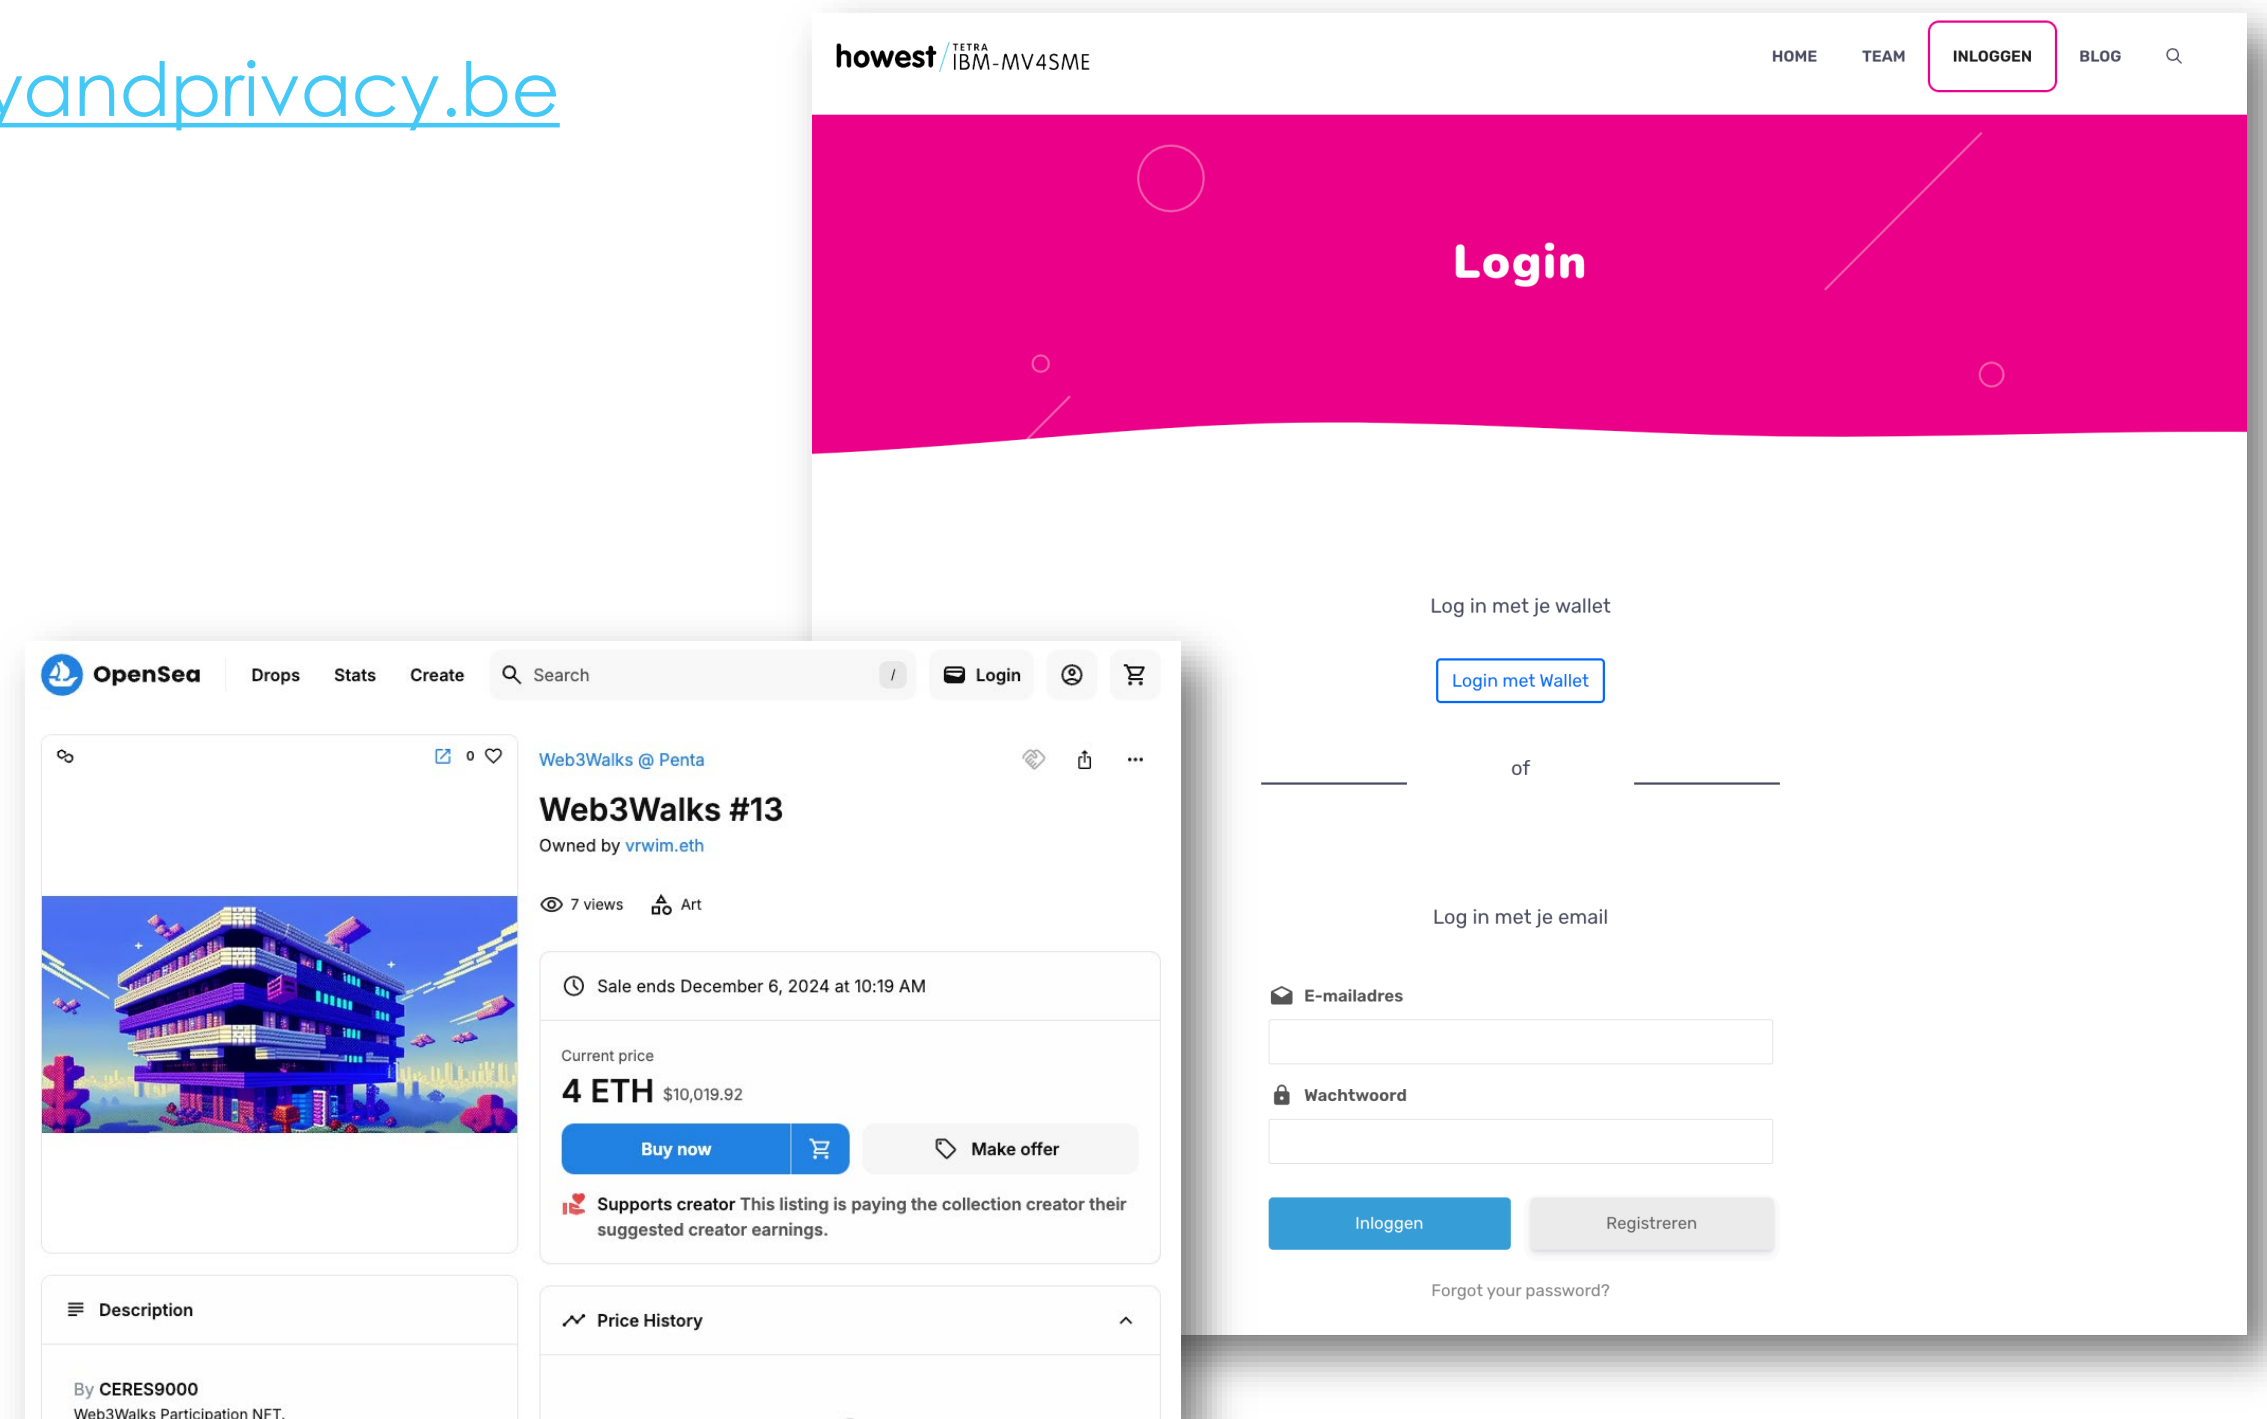 yandprivacy.be
howest / TETRA IBM-MV4SME
HOME TEAM INLOGGEN BLOG
Login
Log in met je wallet
Login met Wallet
of
Log in met je email
E-mailadres
Wachtwoord
Inloggen Registreren
Forgot your password?
OpenSea Drops Stats Create Search / Login
0
Web3Walks @ Penta
Web3Walks #13
Owned by vrwim.eth
7 views Art
Sale ends December 6, 2024 at 10:19 AM
Current price
4 ETH $10,019.92
Buy now Make offer
Supports creator This listing is paying the collection creator their
suggested creator earnings.
Description
By CERES9000
Web3Walks Participation NFT.
Price History